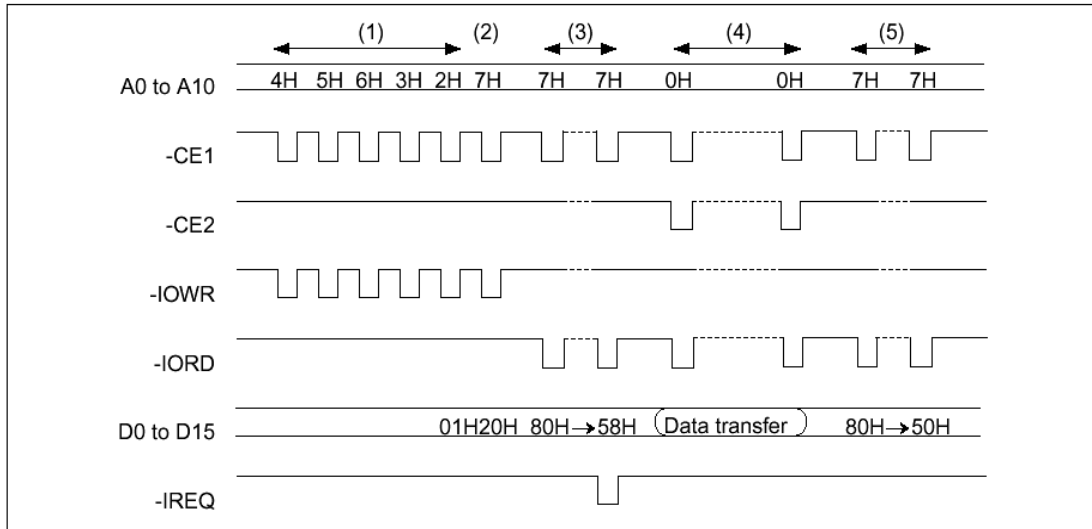 (1) (2) (3) (4) (5)
A0 to A10 4H 5H 6H 3H 2H 7H 7H 7H 0H 0H 7H 7H
-CE1
-CE2
-IOWR
-IORD
D0 to D15 01H20H 80H→58H Data transfer 80H→50H
-IREQ